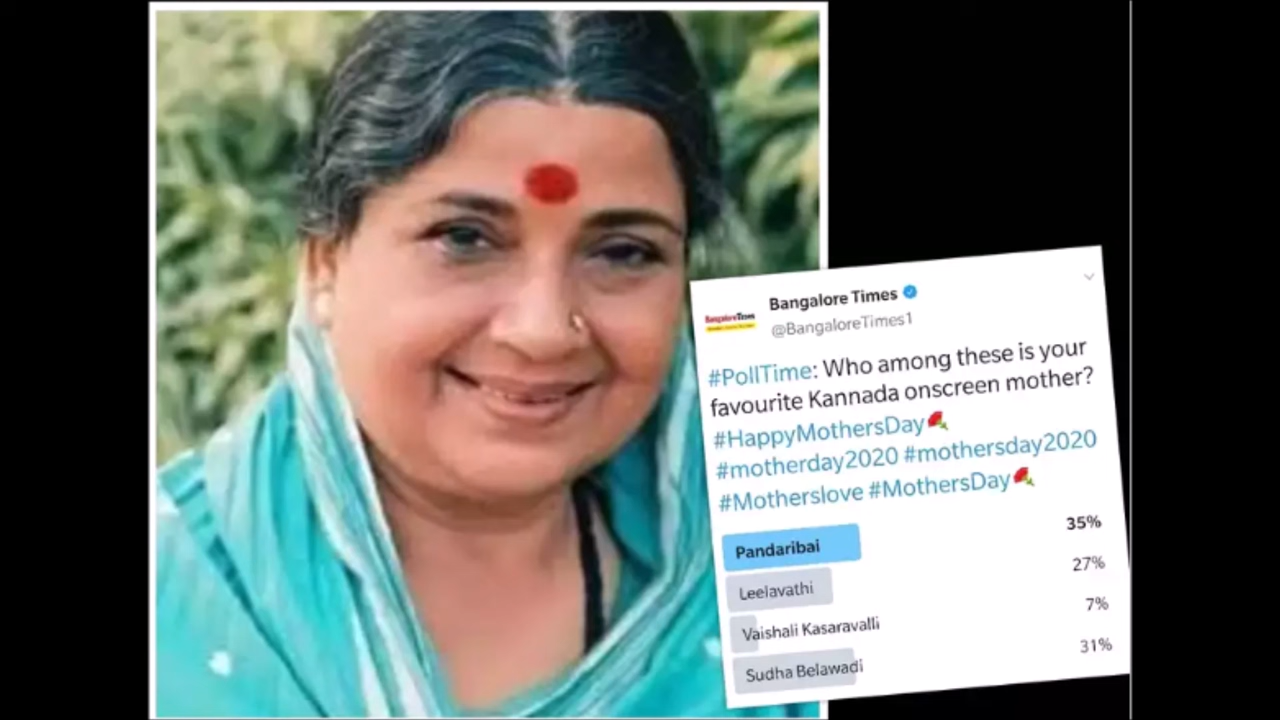 Bangalore Times
BangaloreTimes
@BangaloreTimes1
#PollTime: Who among these is your
favourite Kannada onscreen mother?
#HappyMothersDay
#motherday2020 #mothersday2020
#Motherslove #MothersDay
Pandaribai 35%
Leelavathi 27%
Vaishali Kasaravalli 7%
Sudha Belawadi 31%